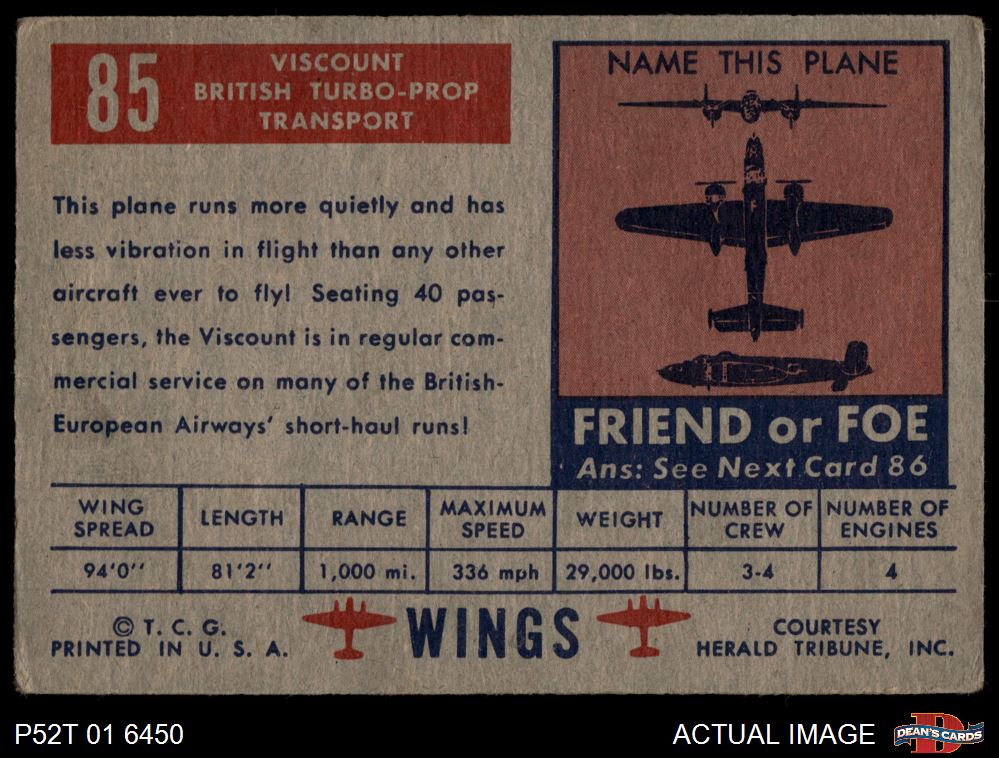 85
VISCOUNT
BRITISH TURBO-PROP
TRANSPORT
This plane runs more quietly and has
less vibration in flight than any other
aircraft ever to fly! Seating 40 pas-
sengers, the Viscount is in regular com-
mercial service on many of the British-
European Airways' short-haul runs!
NAME THIS PLANE
FRIEND or FOE
Ans: See Next Card 86
WING SPREAD LENGTH RANGE MAXIMUM SPEED WEIGHT NUMBER OF CREW NUMBER OF ENGINES
94'0'' 81'2'' 1,000 mi. 336 mph 29,000 lbs. 3-4 4
© T. C. G.
PRINTED IN U. S. A.
WINGS
COURTESY
HERALD TRIBUNE, INC.
P52T 01 6450
ACTUAL IMAGE
DEAN'S CARDS